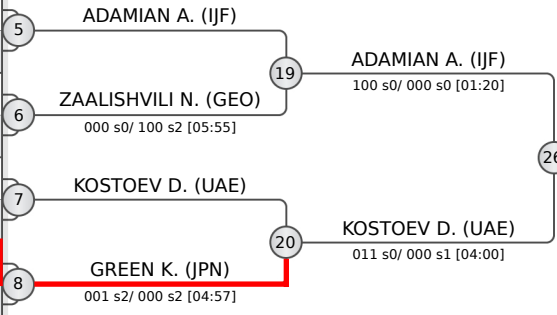 ADAMIAN A. (IJF)
5
19
ADAMIAN A. (IJF)
100 s0/ 000 s0 [01:20]
ZAALISHVILI N. (GEO)
6
000 s0/ 100 s2 [05:55]
26
KOSTOEV D. (UAE)
7
20
KOSTOEV D. (UAE)
011 s0/ 000 s1 [04:00]
GREEN K. (JPN)
8
001 s2/ 000 s2 [04:57]